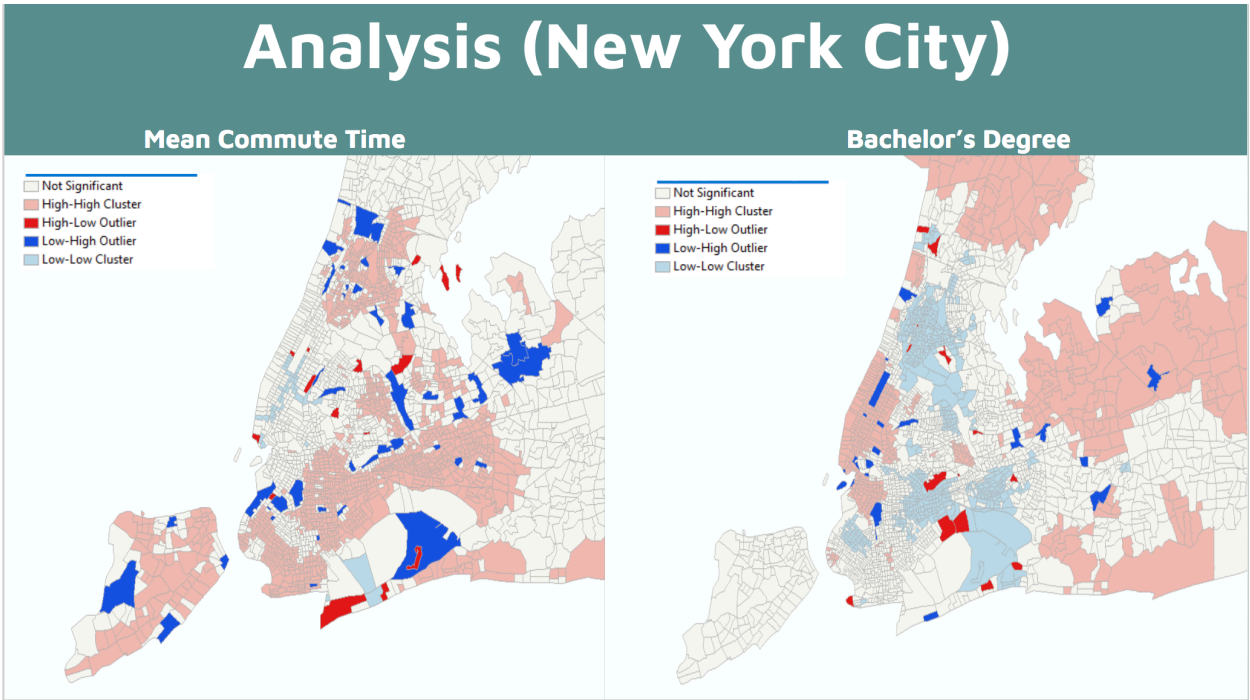 Analysis (New York City)
Mean Commute Time
Not Significant
High-High Cluster
High-Low Outlier
Low-High Outlier
Low-Low Cluster
Bachelor’s Degree
Not Significant
High-High Cluster
High-Low Outlier
Low-High Outlier
Low-Low Cluster